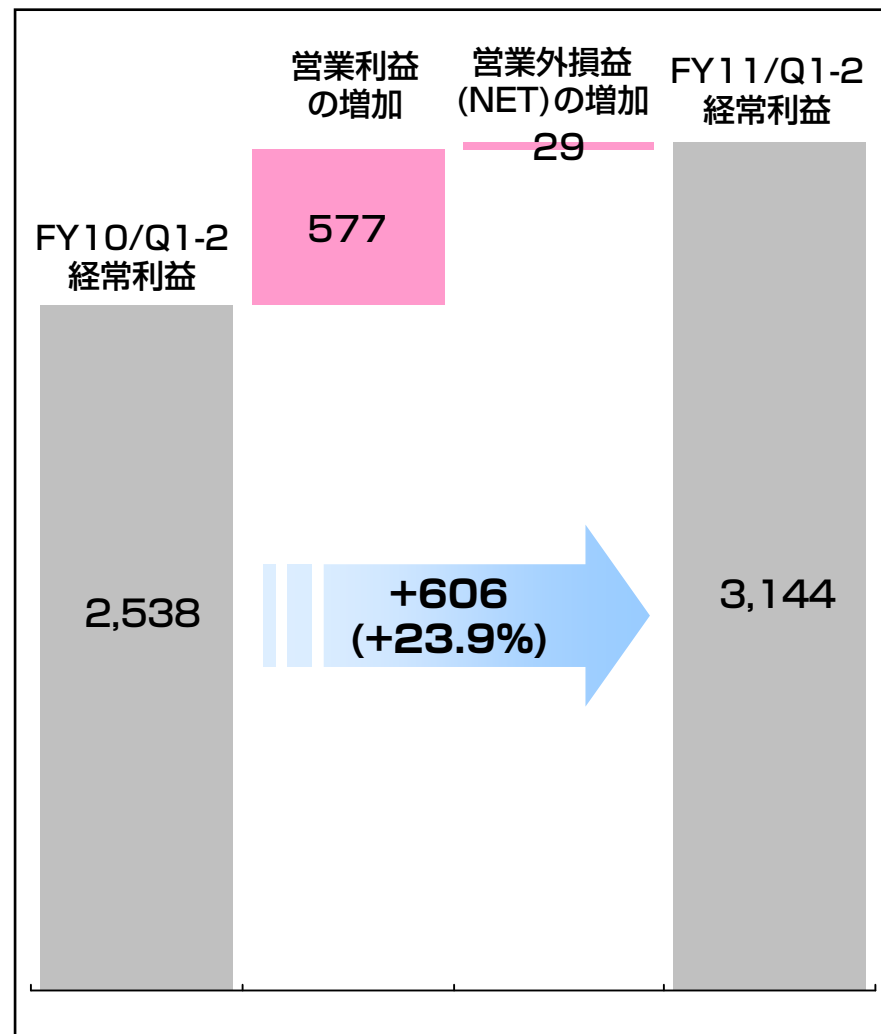 FY10/Q1-2
経常利益
2,538
営業利益
の増加
577
営業外損益
(NET)の増加
29
FY11/Q1-2
経常利益
3,144
+606
(+23.9%)